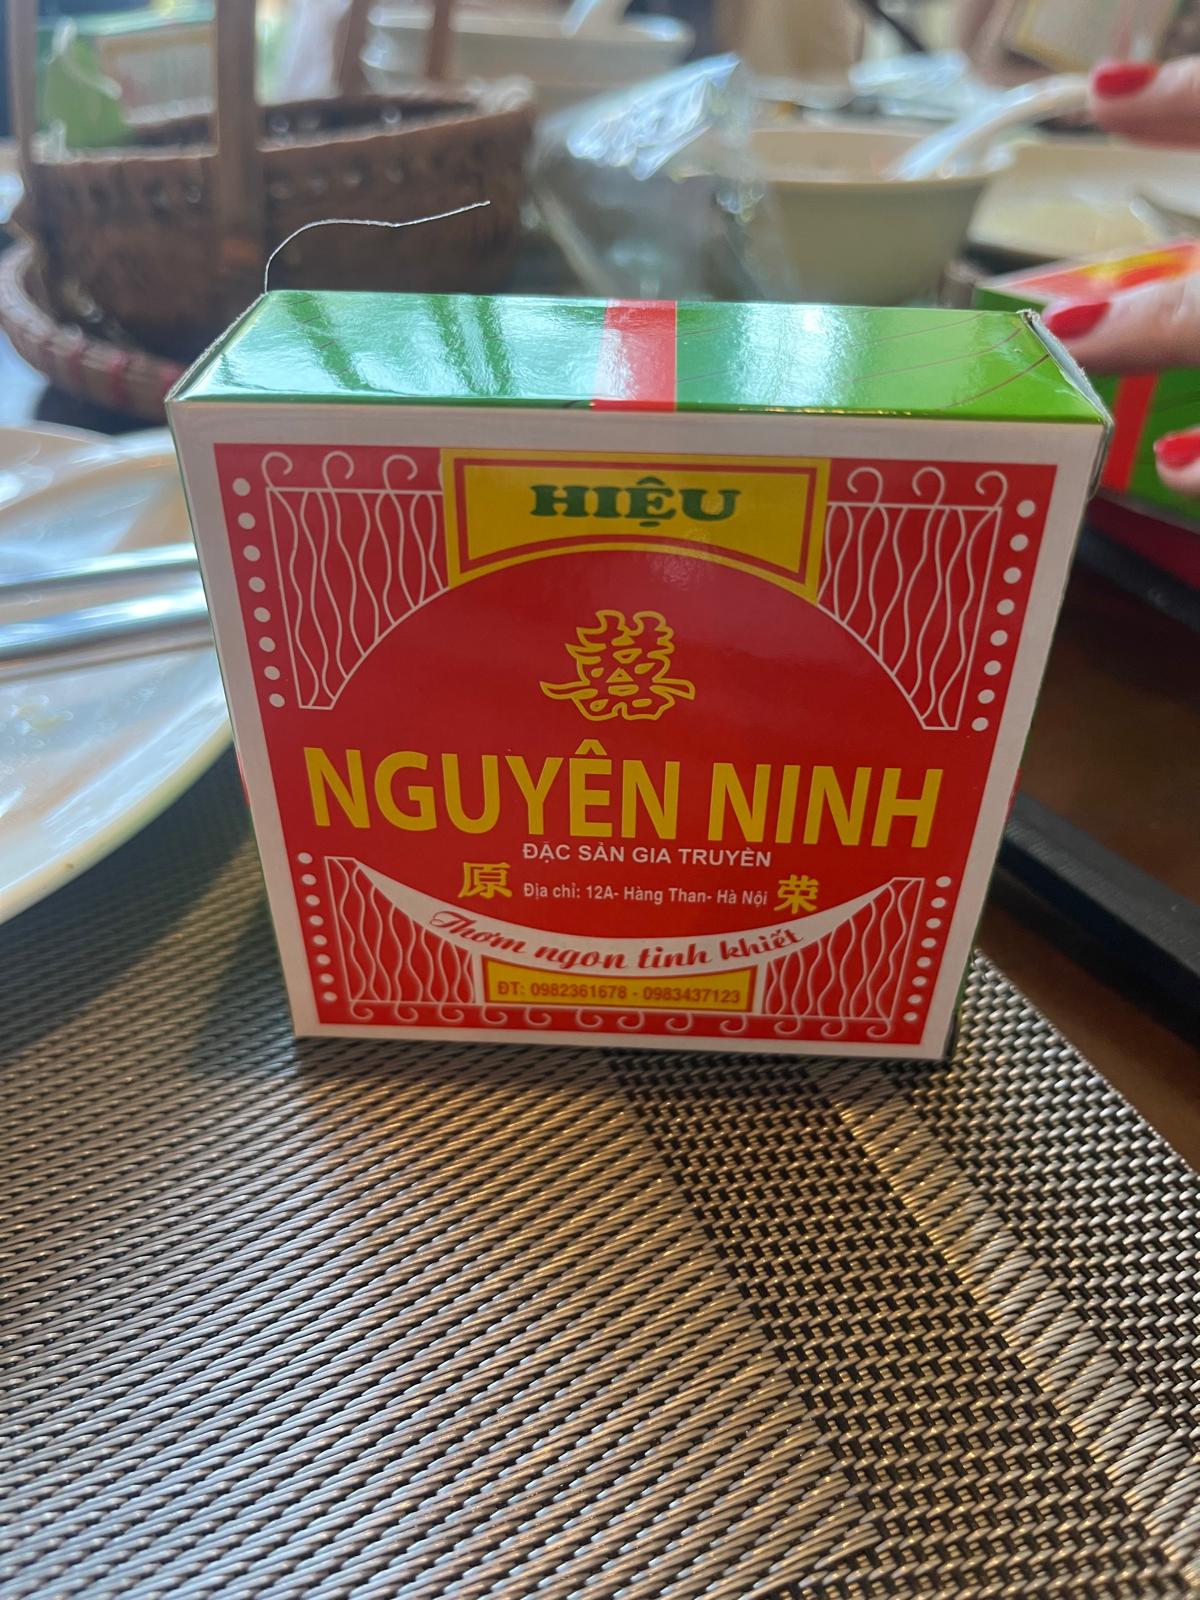 HIỆU
囍
NGUYÊN NINH
ĐẶC SẢN GIA TRUYỀN
原 Địa chỉ: 12A- Hàng Than- Hà Nội 荣
Thơm ngon tinh khiết
ĐT: 0982361678 - 0983437123